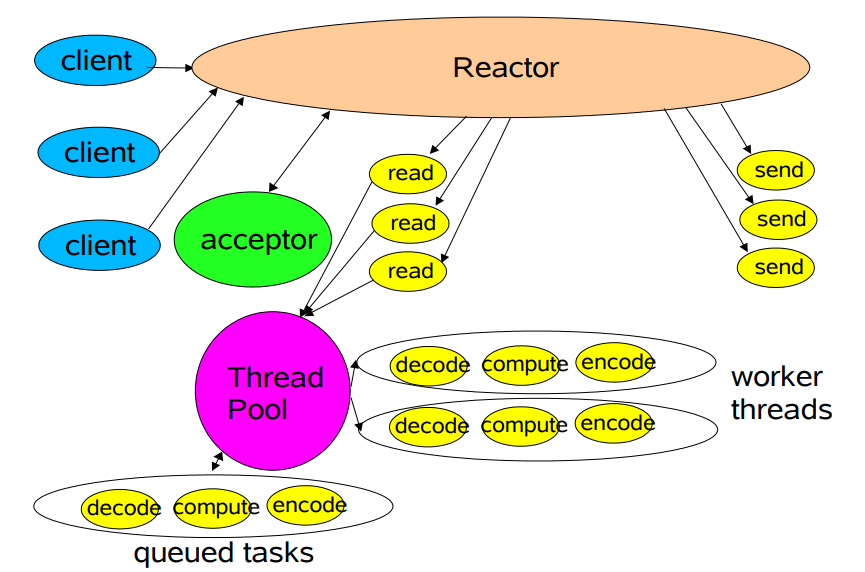 client
Reactor
client
read
send
client
acceptor
read
send
read
send
Thread
Pool
decode compute encode
worker
threads
decode compute encode
decode compute encode
queued tasks